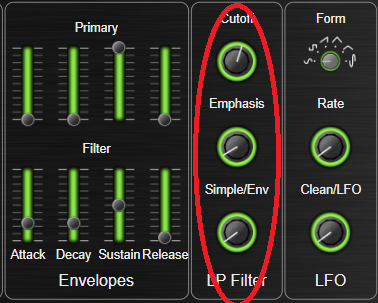 Primary
Filter
Attack Decay Sustain Release
Envelopes
Cutoff
Emphasis
Simple/Env
LP Filter
Form
Rate
Clean/LFO
LFO